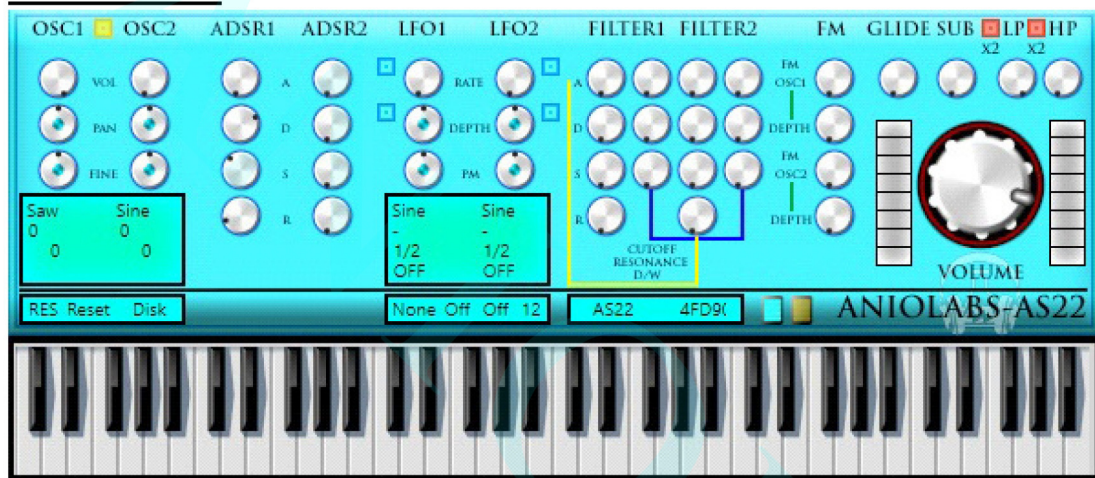 OSC1 OSC2 ADSR1 ADSR2 LFO1 LFO2 FILTER1 FILTER2 FM GLIDE SUB LP HP
X2 X2
VOL A RATE A FM
OSC1
PAN D DEPTH D DEPTH
FINE S PM S FM
OSC2
R R DEPTH
Saw Sine
0 0
0 0
Sine Sine
- -
1/2 1/2
OFF OFF
CUTOFF
RESONANCE
D/W
VOLUME
RES Reset Disk None Off Off 12 AS22 4FD90 ANIOLABS-AS22